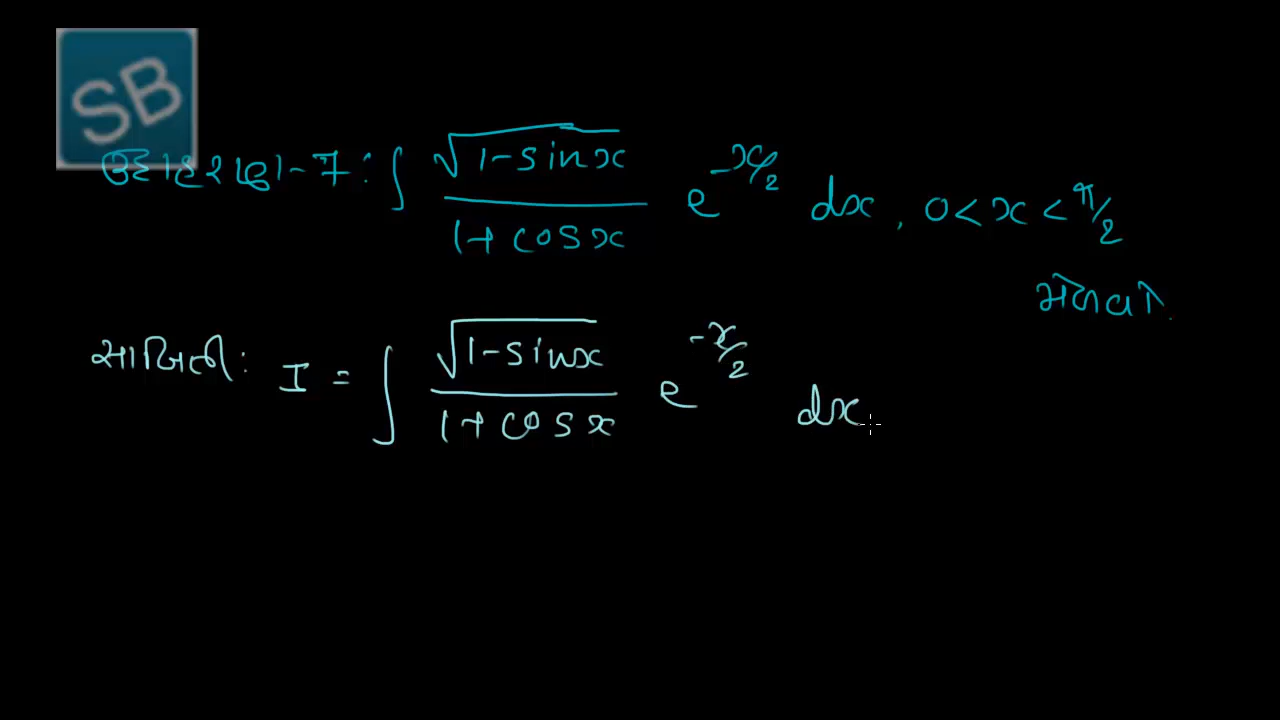 SB
ઉદાહરણ-7: ∫ √(1-sinx) / (1+cosx) e^(-x/2) dx, 0<x<π/2
મેળવો.
સાબિતી: I = ∫ √(1-sinx) / (1+cosx) e^(-x/2) dx